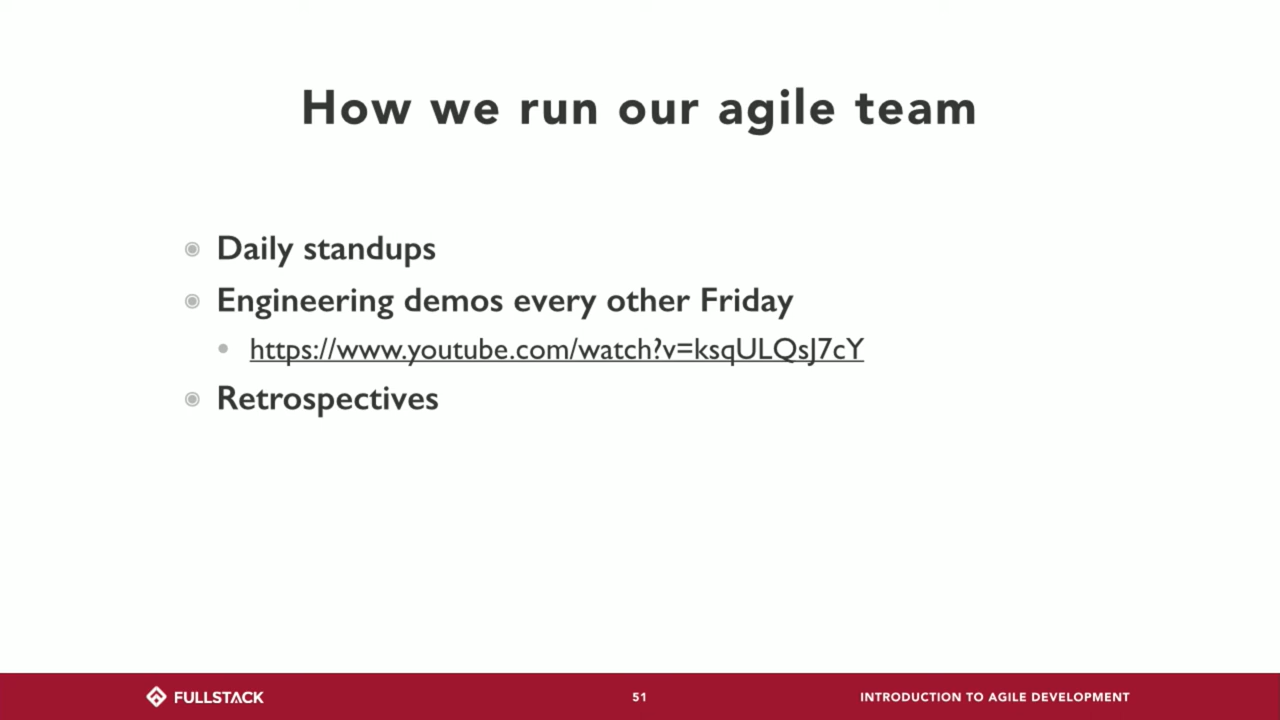 How we run our agile team
Daily standups
Engineering demos every other Friday
https://www.youtube.com/watch?v=ksqULQsJ7cY
Retrospectives
FULLSTACK
51
INTRODUCTION TO AGILE DEVELOPMENT